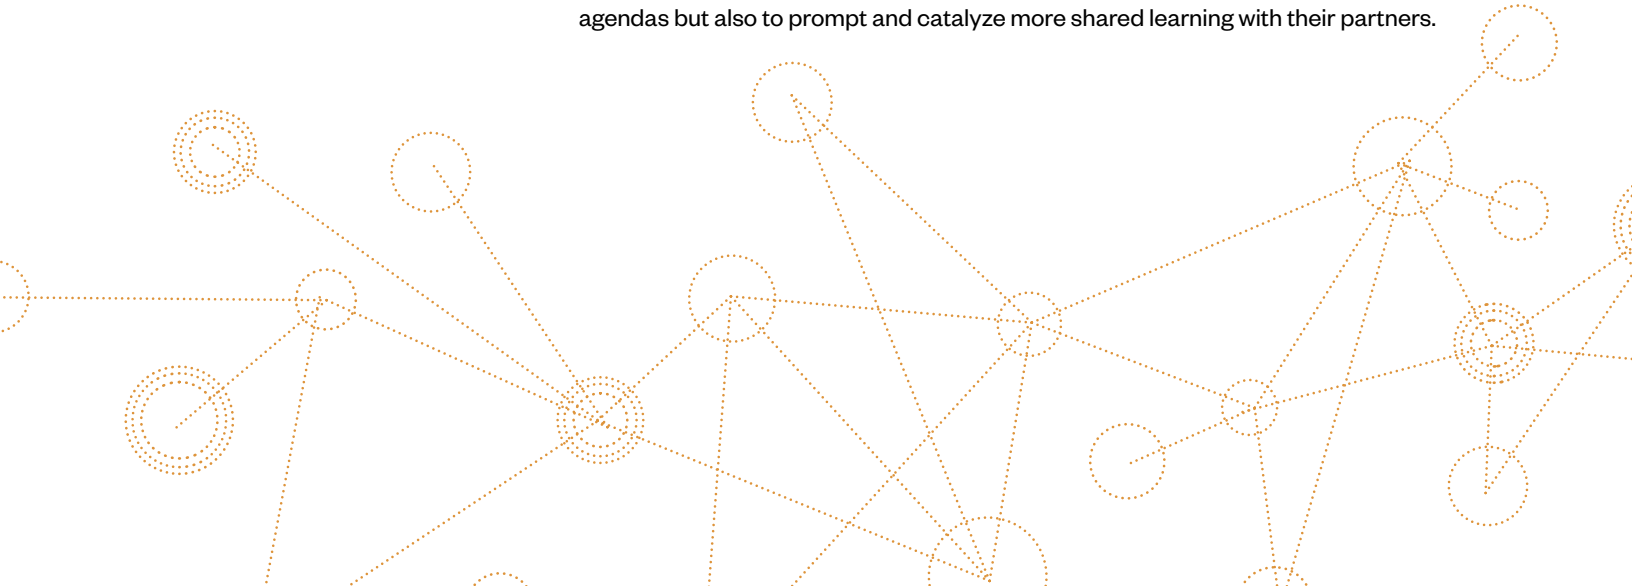 agendas but also to prompt and catalyze more shared learning with their partners.